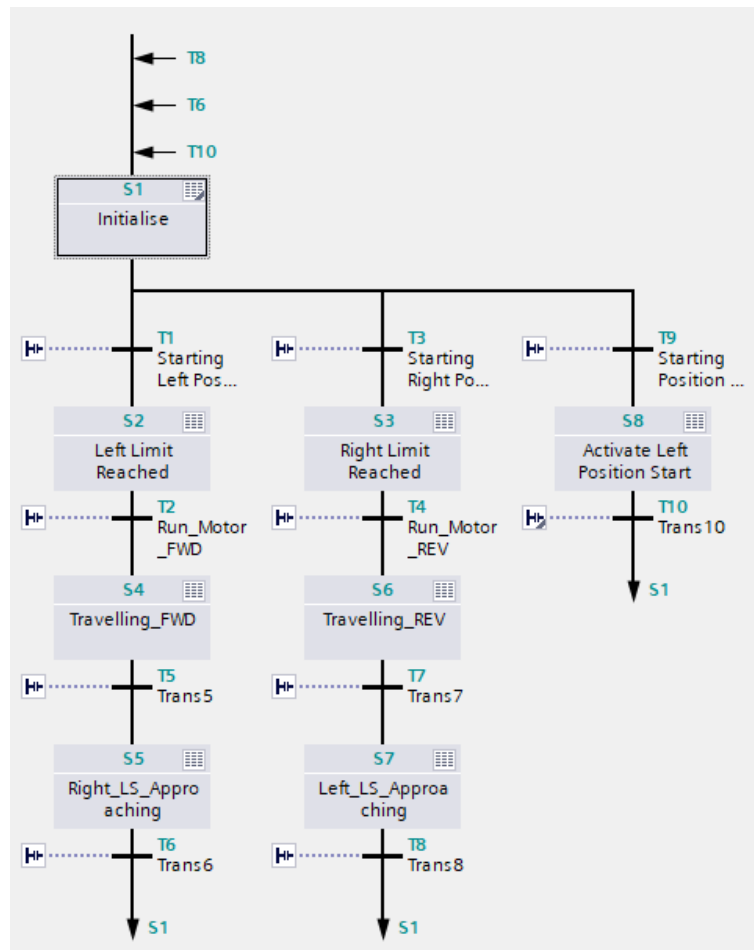 T8
T6
T10
S1
Initialise
T1
Starting
Left Pos...
T3
Starting
Right Po...
T9
Starting
Position ...
S2
Left Limit
Reached
S3
Right Limit
Reached
S8
Activate Left
Position Start
T2
Run_Motor
_FWD
T4
Run_Motor
_REV
T10
Trans10
S1
S4
Travelling_FWD
S6
Travelling_REV
T5
Trans5
T7
Trans7
S5
Right_LS_Appro
aching
S7
Left_LS_Approa
ching
T6
Trans6
T8
Trans8
S1
S1